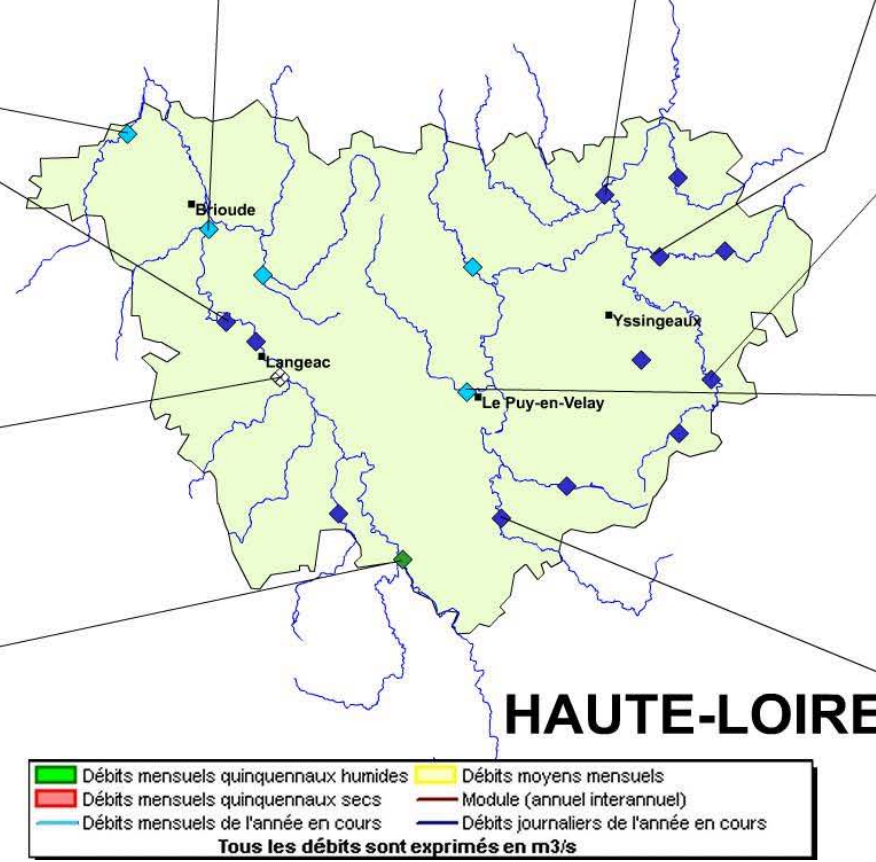 Brioude
Yssingeaux
Langeac
Le Puy-en-Velay
HAUTE-LOIRE
Débits mensuels quinquennaux humides Débits moyens mensuels
Débits mensuels quinquennaux secs Module (annuel interannuel)
Débits mensuels de l'année en cours Débits journaliers de l'année en cours
Tous les débits sont exprimés en m3/s